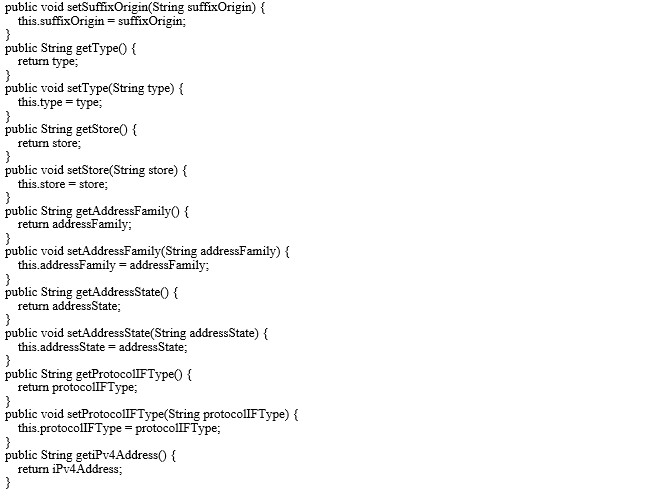 public void setSuffixOrigin(String suffixOrigin) {
this.suffixOrigin = suffixOrigin;
}
public String getType() {
return type;
}
public void setType(String type) {
this.type = type;
}
public String getStore() {
return store;
}
public void setStore(String store) {
this.store = store;
}
public String getAddressFamily() {
return addressFamily;
}
public void setAddressFamily(String addressFamily) {
this.addressFamily = addressFamily;
}
public String getAddressState() {
return addressState;
}
public void setAddressState(String addressState) {
this.addressState = addressState;
}
public String getProtocolIFType() {
return protocolIFType;
}
public void setProtocolIFType(String protocolIFType) {
this.protocolIFType = protocolIFType;
}
public String getiPv4Address() {
return iPv4Address;
}